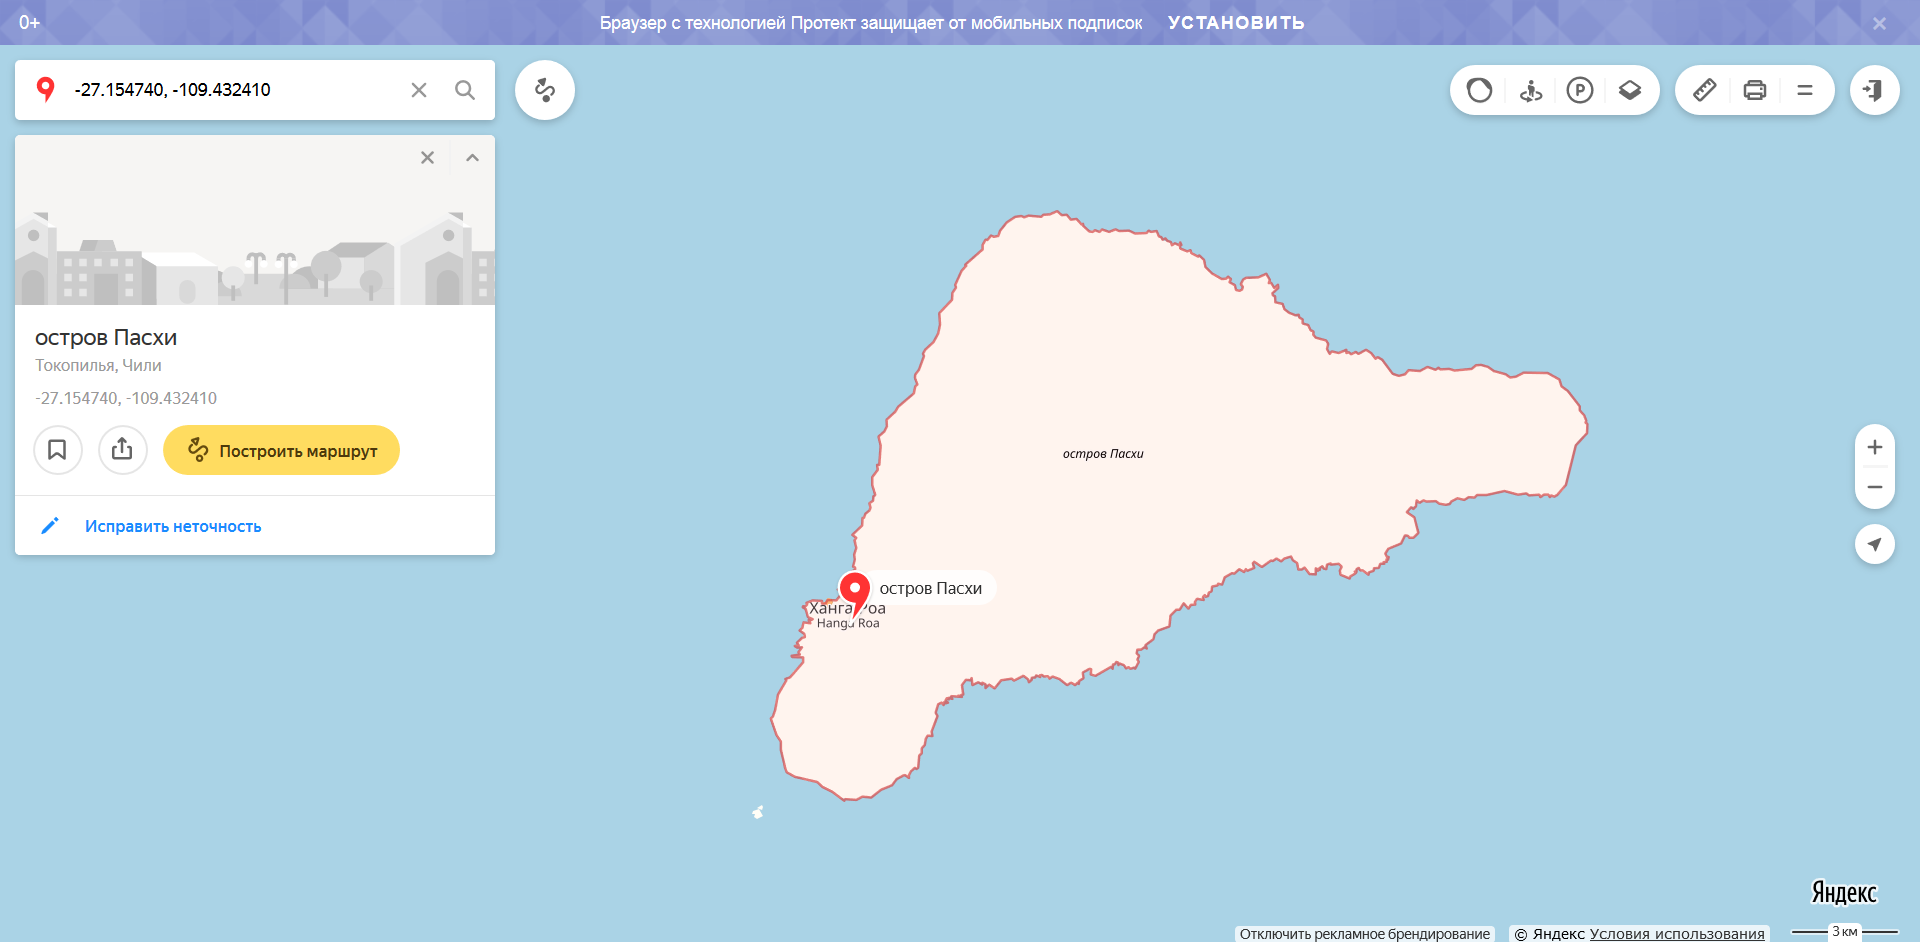 0+
Браузер с технологией Протект защищает от мобильных подписок УСТАНОВИТЬ
-27.154740, -109.432410
P
остров Пасхи
Токопилья, Чили
-27.154740, -109.432410
Построить маршрут
Исправить неточность
остров Пасхи
остров Пасхи
Ханга Роа
Hanga Roa
Яндекс
Отключить рекламное брендирование
© Яндекс Условия использования
3 км